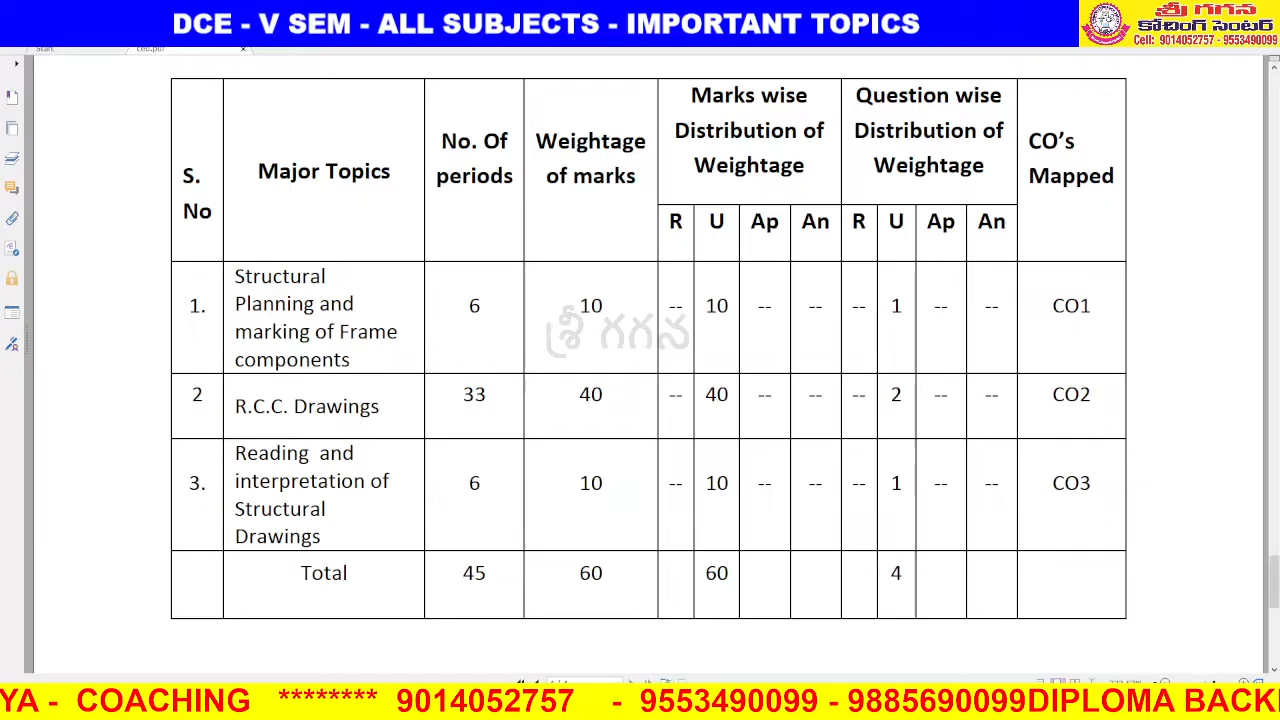 DCE - V SEM - ALL SUBJECTS - IMPORTANT TOPICS
శ్రీ గగన
కోచింగ్ సెంటర్
Cell: 9014052757 - 9553490099
Start
S. No
Major Topics
No. Of periods
Weightage of marks
Marks wise Distribution of Weightage
Question wise Distribution of Weightage
CO’s Mapped
R U Ap An R U Ap An
1. Structural Planning and marking of Frame components 6 10 -- 10 -- -- -- 1 -- -- CO1
శ్రీ గగన
2 R.C.C. Drawings 33 40 -- 40 -- -- -- 2 -- -- CO2
3. Reading and interpretation of Structural Drawings 6 10 -- 10 -- -- -- 1 -- -- CO3
Total 45 60 60 4
YA - COACHING ******** 9014052757 - 9553490099 - 9885690099DIPLOMA BACKI